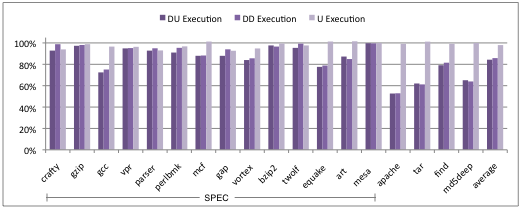 DU Execution DD Execution U Execution
100%
80%
60%
40%
20%
0%
crafty gzip gcc vpr parser perlbmk mcf gap vortex bzip2 twolf equake art mesa apache tar find md5deep average
SPEC